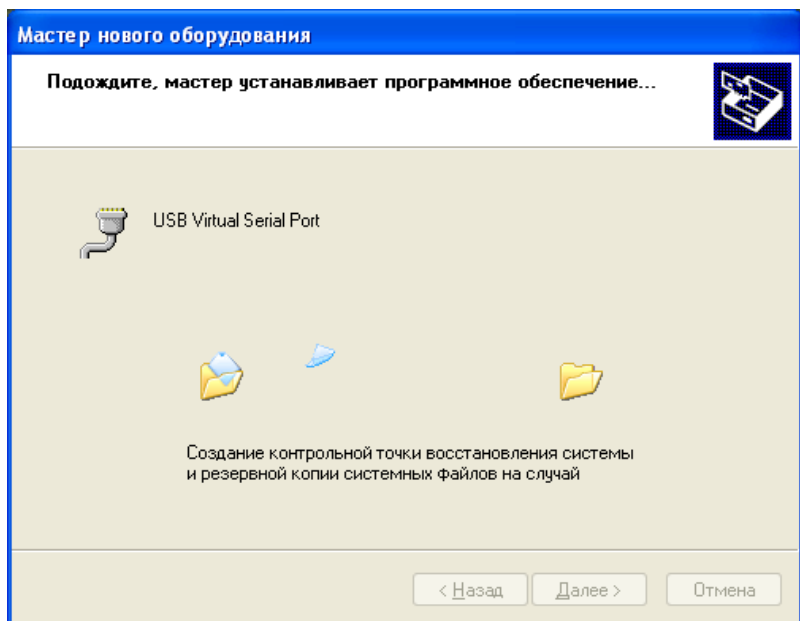 Мастер нового оборудования
Подождите, мастер устанавливает программное обеспечение...
USB Virtual Serial Port
Создание контрольной точки восстановления системы
и резервной копии системных файлов на случай
< Назад
Далее >
Отмена